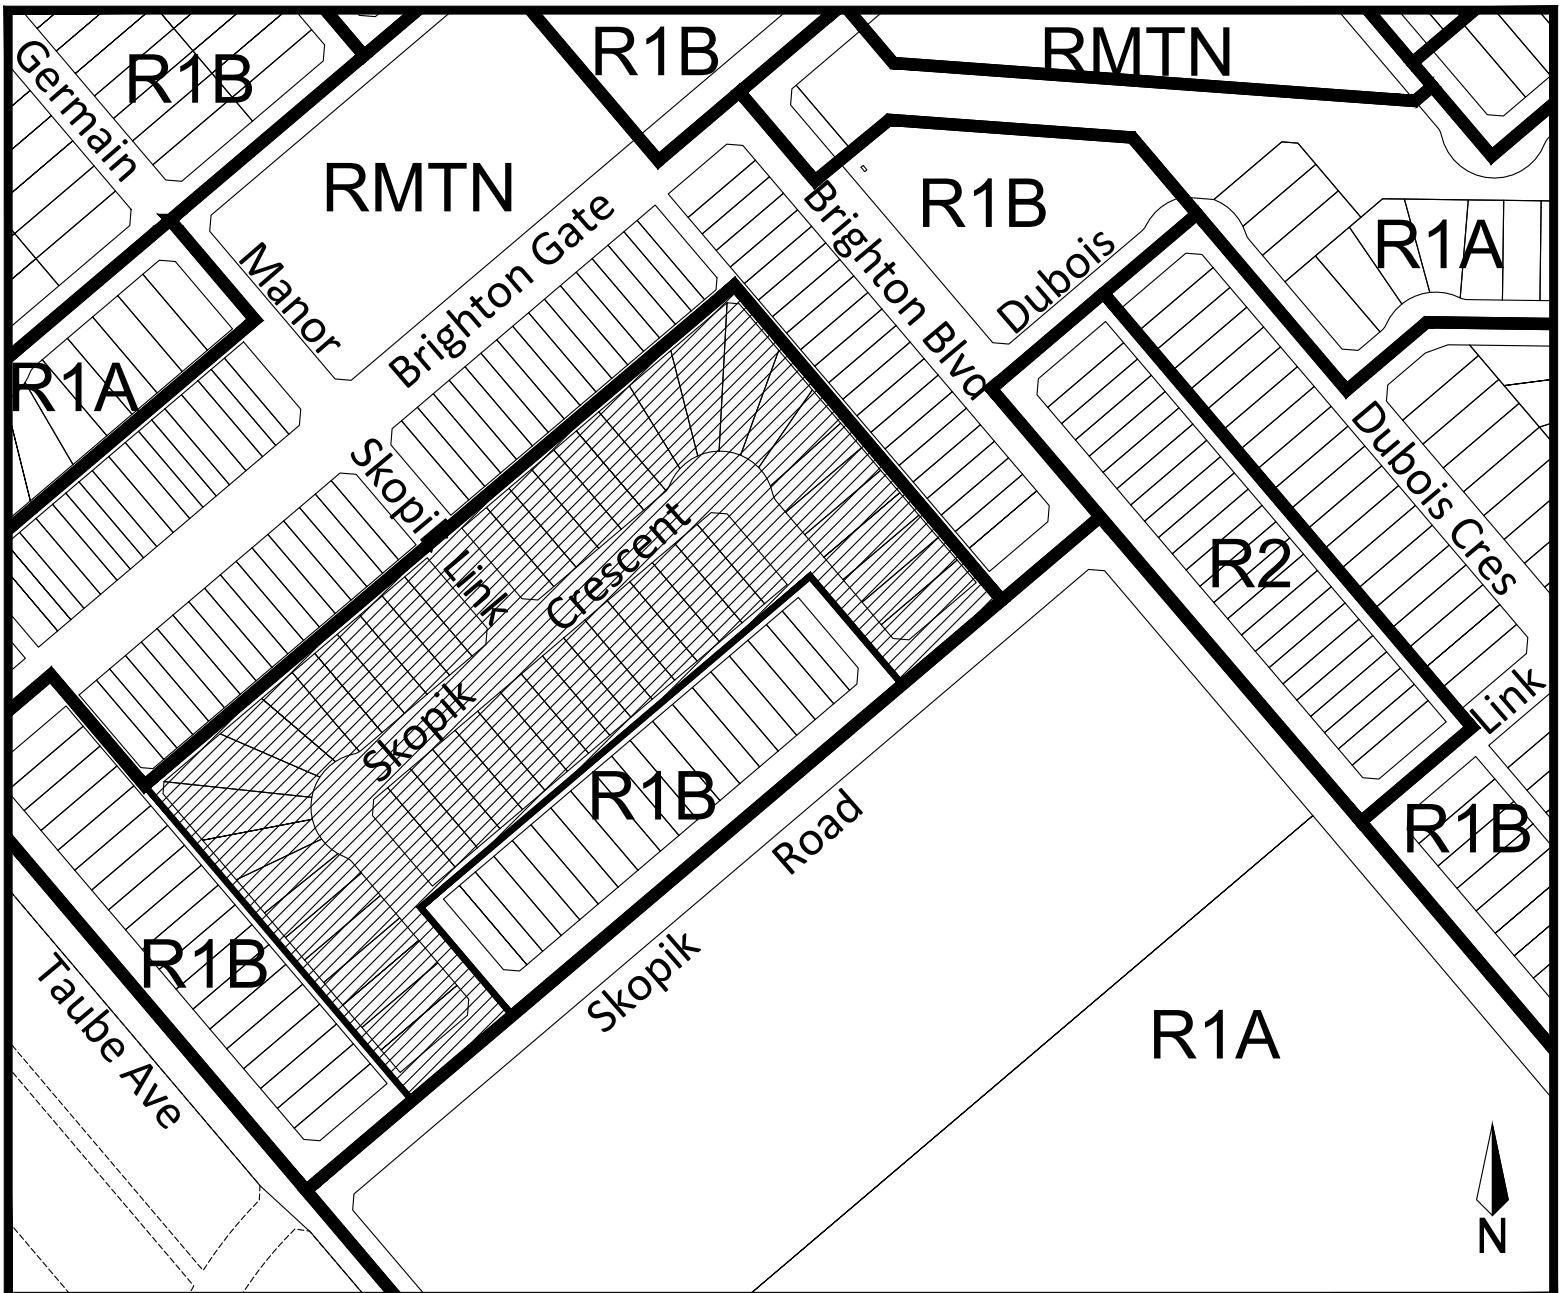 R1B
RMTN
Germain
R1B
RMTN
R1B
R1A
Brighton Gate
Brighton Blvd
Dubois
Manor
R1A
Dubois Cres
Skopik Link
Skopik Crescent
R2
Link
R1B
R1B
Road
R1B
Skopik
Taube Ave
R1A
N